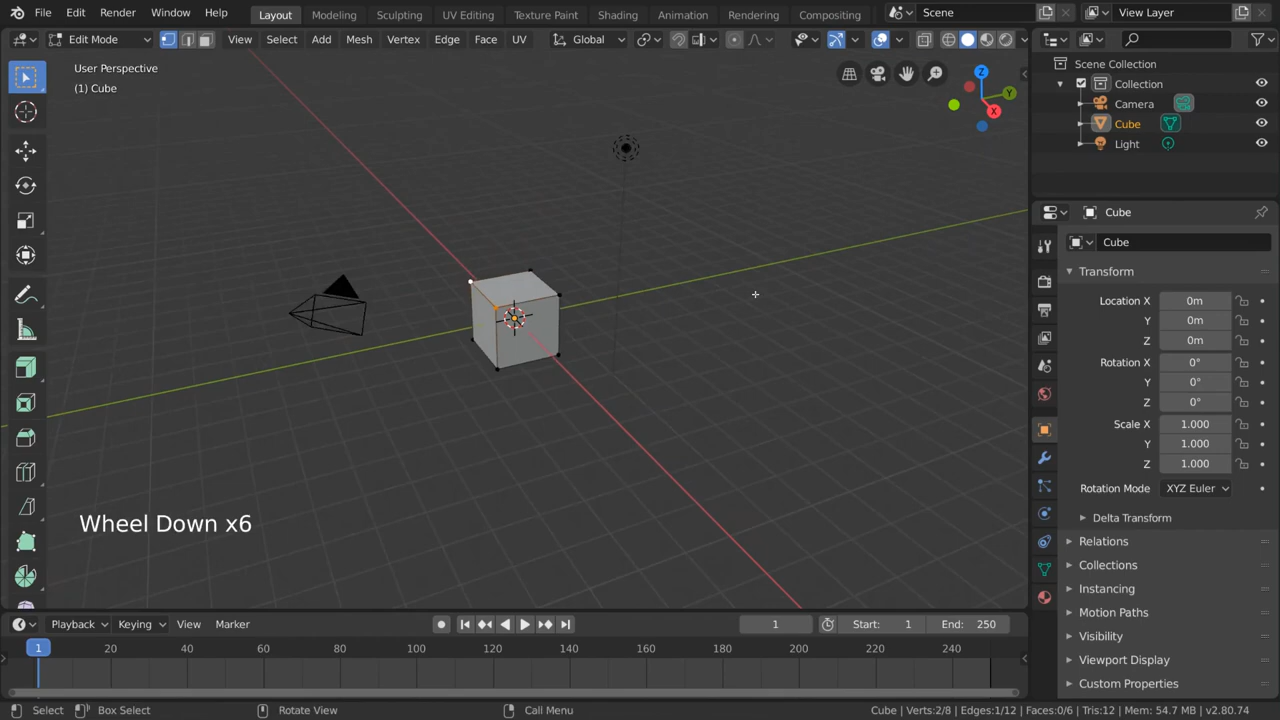 File Edit Render Window Help Layout Modeling Sculpting UV Editing Texture Paint Shading Animation Rendering Compositing Scene View Layer
Edit Mode View Select Add Mesh Vertex Edge Face UV Global
User Perspective
(1) Cube
Z
Y
X
Scene Collection
Collection
Camera
Cube
Light
Cube
Cube
Transform
Location X 0m
Y 0m
Z 0m
Rotation X 0°
Y 0°
Z 0°
Scale X 1.000
Y 1.000
Z 1.000
Rotation Mode XYZ Euler
Delta Transform
Relations
Collections
Instancing
Motion Paths
Visibility
Viewport Display
Custom Properties
Wheel Down x6
Playback Keying View Marker 1 Start: 1 End: 250
1 20 40 60 80 100 120 140 160 180 200 220 240
Select Box Select Rotate View Call Menu Cube | Verts:2/8 | Edges:1/12 | Faces:0/6 | Tris:12 | Mem: 54.7 MB | v2.80.74